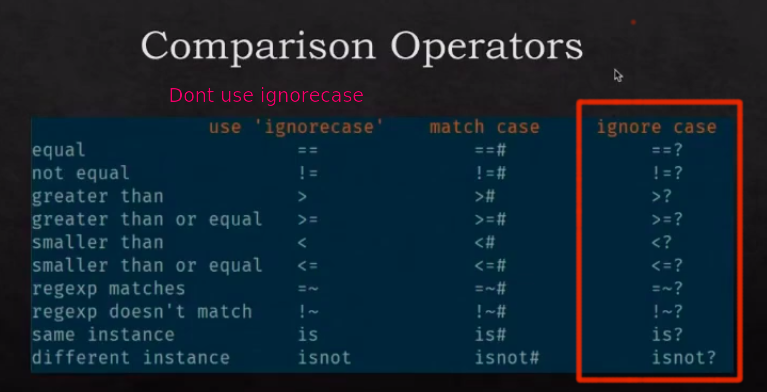 Comparison Operators
Dont use ignorecase
use 'ignorecase' match case ignore case
equal == ==# ==?
not equal != !=# !=?
greater than > ># >?
greater than or equal >= >=# >=?
smaller than < <# <?
smaller than or equal <= <=# <=?
regexp matches =~ =~# =~?
regexp doesn't match !~ !~# !~?
same instance is is# is?
different instance isnot isnot# isnot?